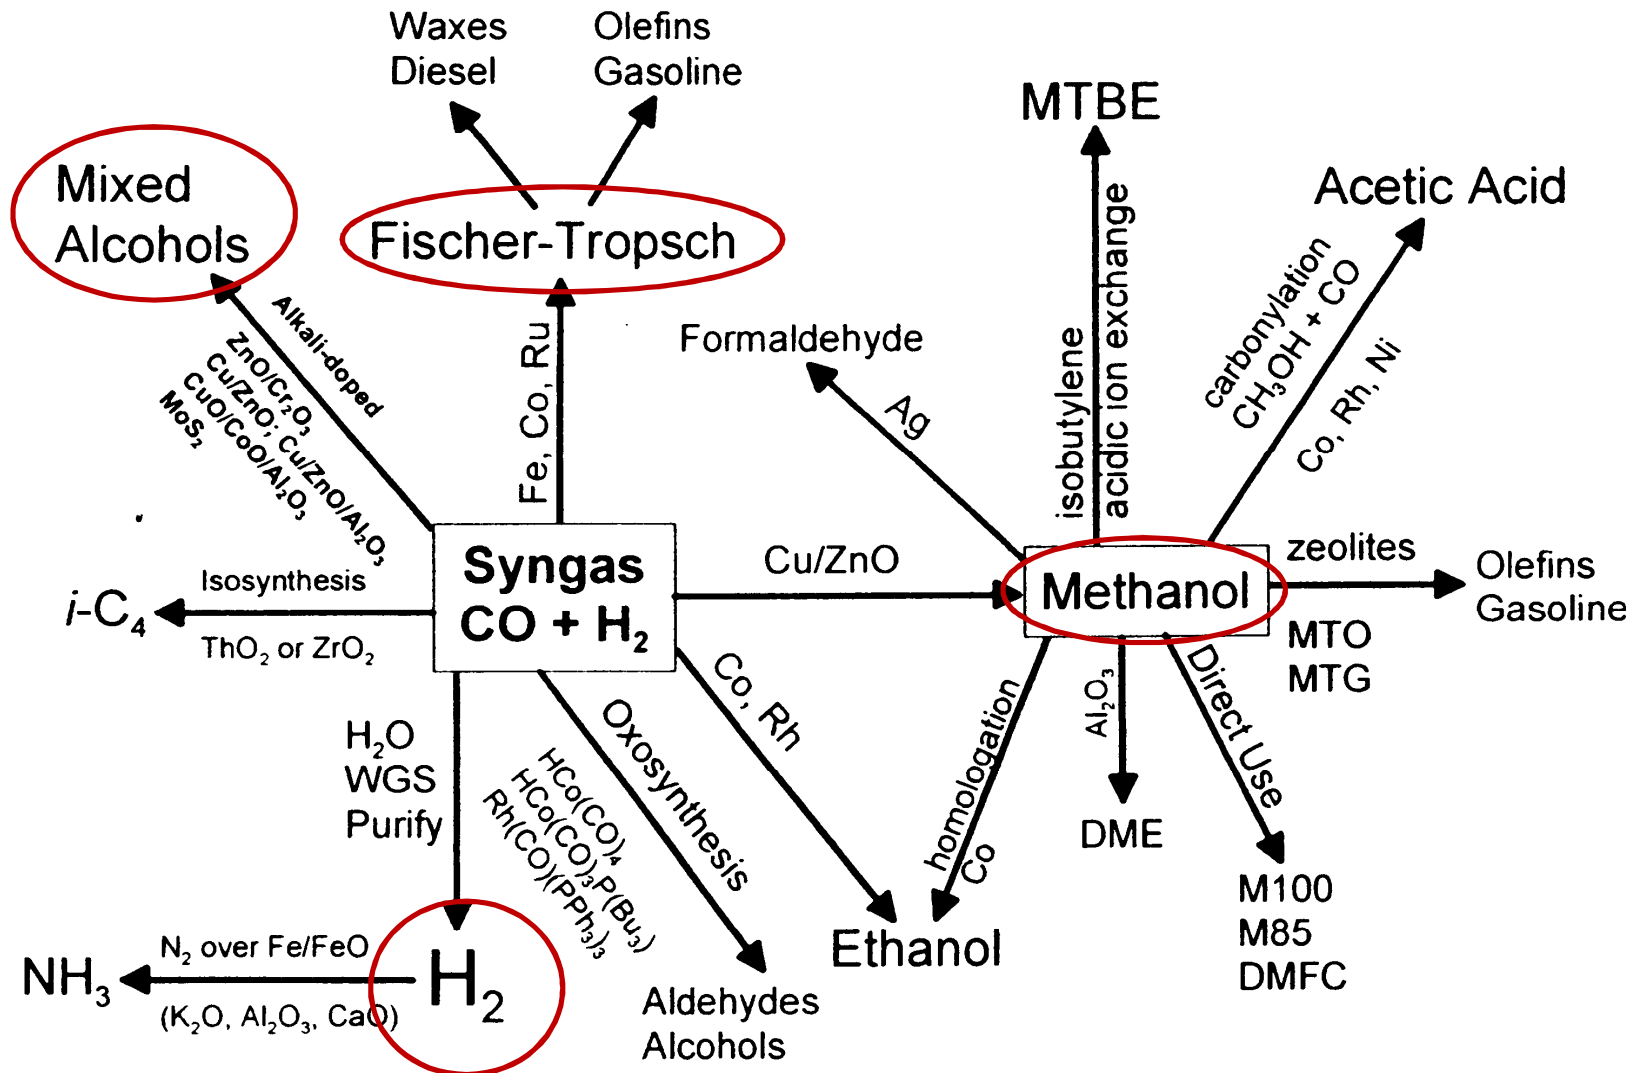 Waxes
Diesel
Olefins
Gasoline
MTBE
Mixed
Alcohols
Fischer-Tropsch
Acetic Acid
Alkali-doped
ZnO/Cr₂O₃
Cu/ZnO; Cu/ZnO/Al₂O₃
CuO/CoO/Al₂O₃
MoS₂
Fe, Co, Ru
Formaldehyde
Ag
isobutylene
acidic ion exchange
carbonylation
CH₃OH + CO
Co, Rh, Ni
Syngas
CO + H₂
Cu/ZnO
Methanol
zeolites
Olefins
Gasoline
MTO
MTG
Isosynthesis
i-C₄
ThO₂ or ZrO₂
H₂O
WGS
Purify
Oxosynthesis
HCo(CO)₄
HCo(CO)₃P(Bu₃)
Rh(CO)(PPh₃)₃
Co, Rh
homologation
Co
Al₂O₃
DME
Direct Use
M100
M85
DMFC
Ethanol
N₂ over Fe/FeO
NH₃
H₂
(K₂O, Al₂O₃, CaO)
Aldehydes
Alcohols